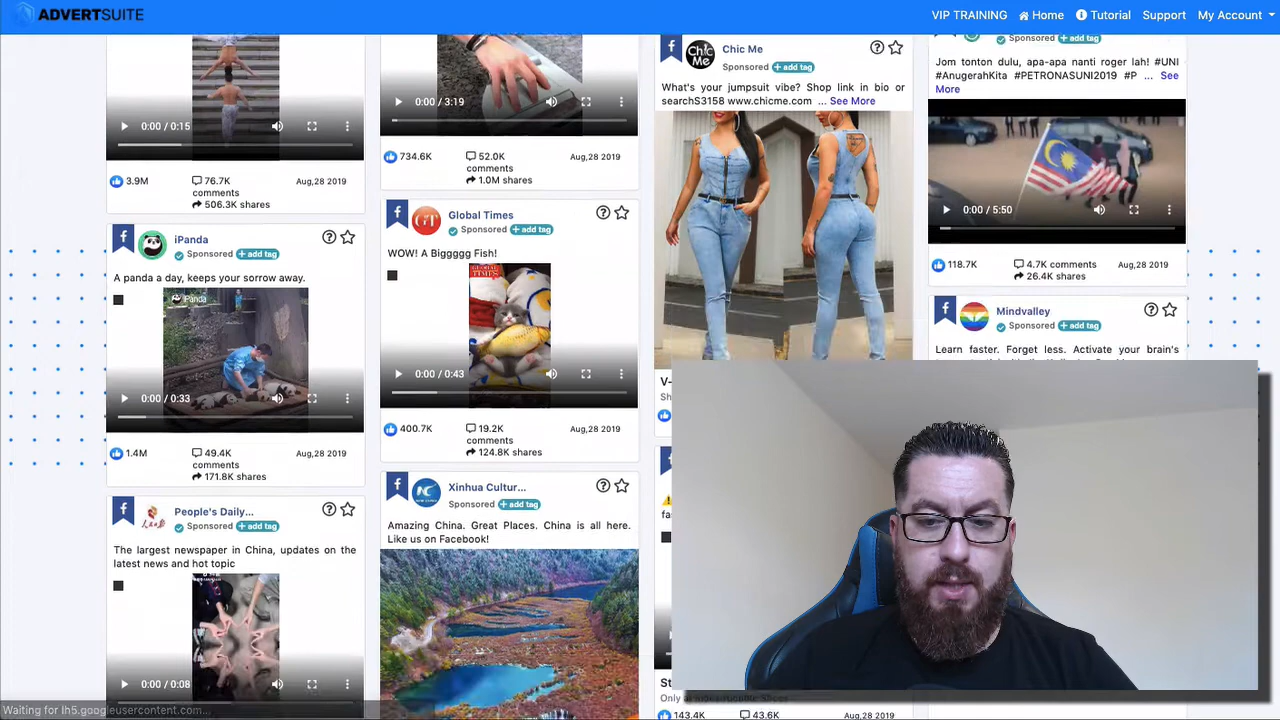 ADVERTSUITE
VIP TRAINING
Home
Tutorial
Support
My Account
0:00 / 0:15
3.9M
76.7K
comments
506.3K shares
Aug,28 2019
iPanda
Sponsored + add tag
A panda a day, keeps your sorrow away.
iPanda
0:00 / 0:33
1.4M
49.4K
comments
171.8K shares
Aug,28 2019
People's Daily...
Sponsored + add tag
The largest newspaper in China, updates on the
latest news and hot topic
0:00 / 0:08
Waiting for lh5.googleusercontent.com...
0:00 / 3:19
734.6K
52.0K
comments
1.0M shares
Aug,28 2019
GT
Global Times
Sponsored + add tag
WOW! A Biggggg Fish!
GLOBAL
TIMES
0:00 / 0:43
400.7K
19.2K
comments
124.8K shares
Aug,28 2019
Xinhua Cultur...
Sponsored + add tag
Amazing China. Great Places. China is all here.
Like us on Facebook!
Chic
Me
Chic Me
Sponsored + add tag
What's your jumpsuit vibe? Shop link in bio or
searchS3158 www.chicme.com ... See More
V-
143.4K
43.6K
Aug,28 2019
Sponsored + add tag
Jom tonton dulu, apa-apa nanti roger lah! #UNI
#AnugerahKita #PETRONASUNI2019 #P ... See
More
0:00 / 5:50
118.7K
4.7K comments
26.4K shares
Aug,28 2019
Mindvalley
Sponsored + add tag
Learn faster. Forget less. Activate your brain's